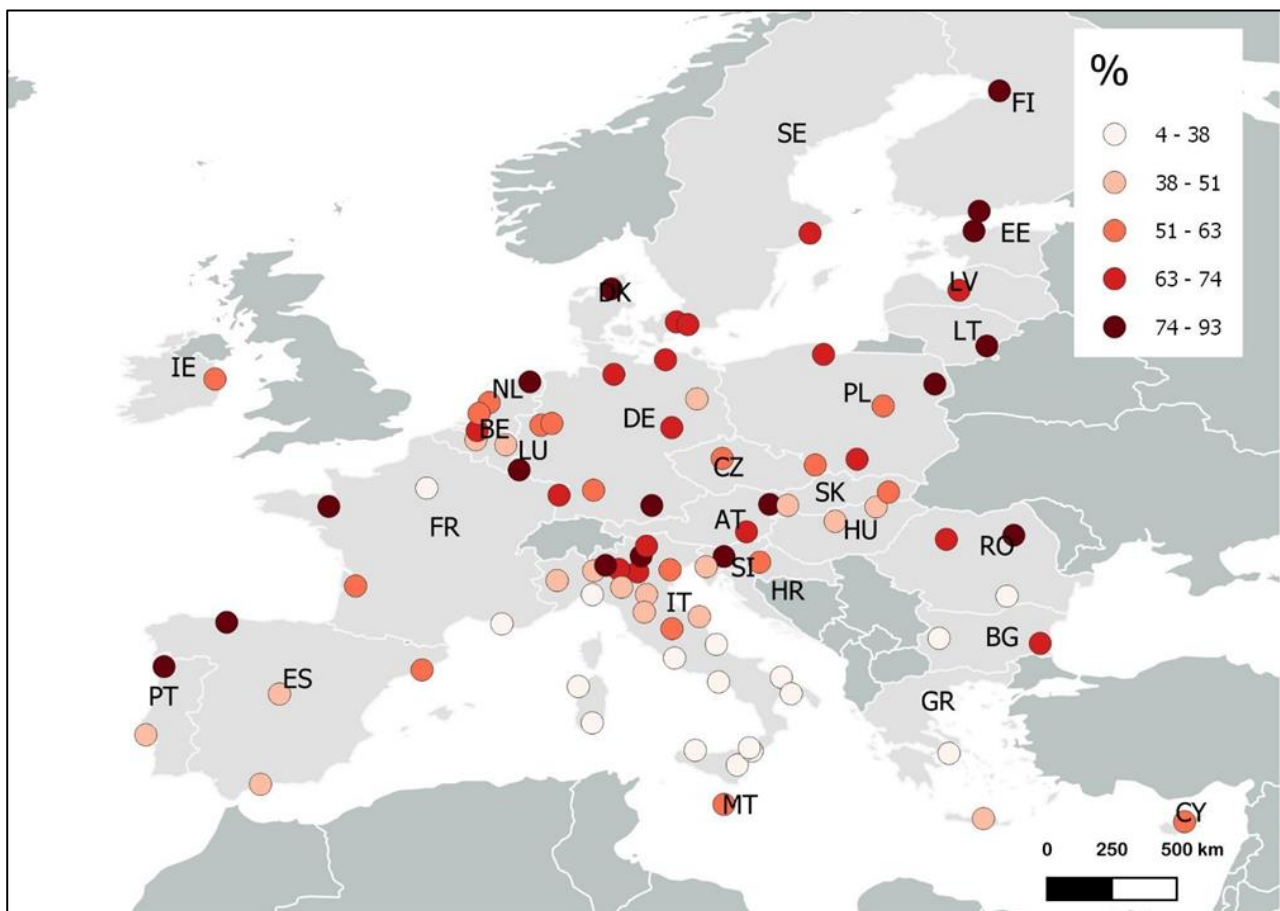 %
4 - 38
38 - 51
51 - 63
63 - 74
74 - 93
FI
SE
EE
LV
DK
LT
IE
NL
PL
BE
DE
LU
CZ
SK
AT
HU
FR
RO
SI
HR
IT
BG
ES
PT
GR
MT
CY
0 250 500 km